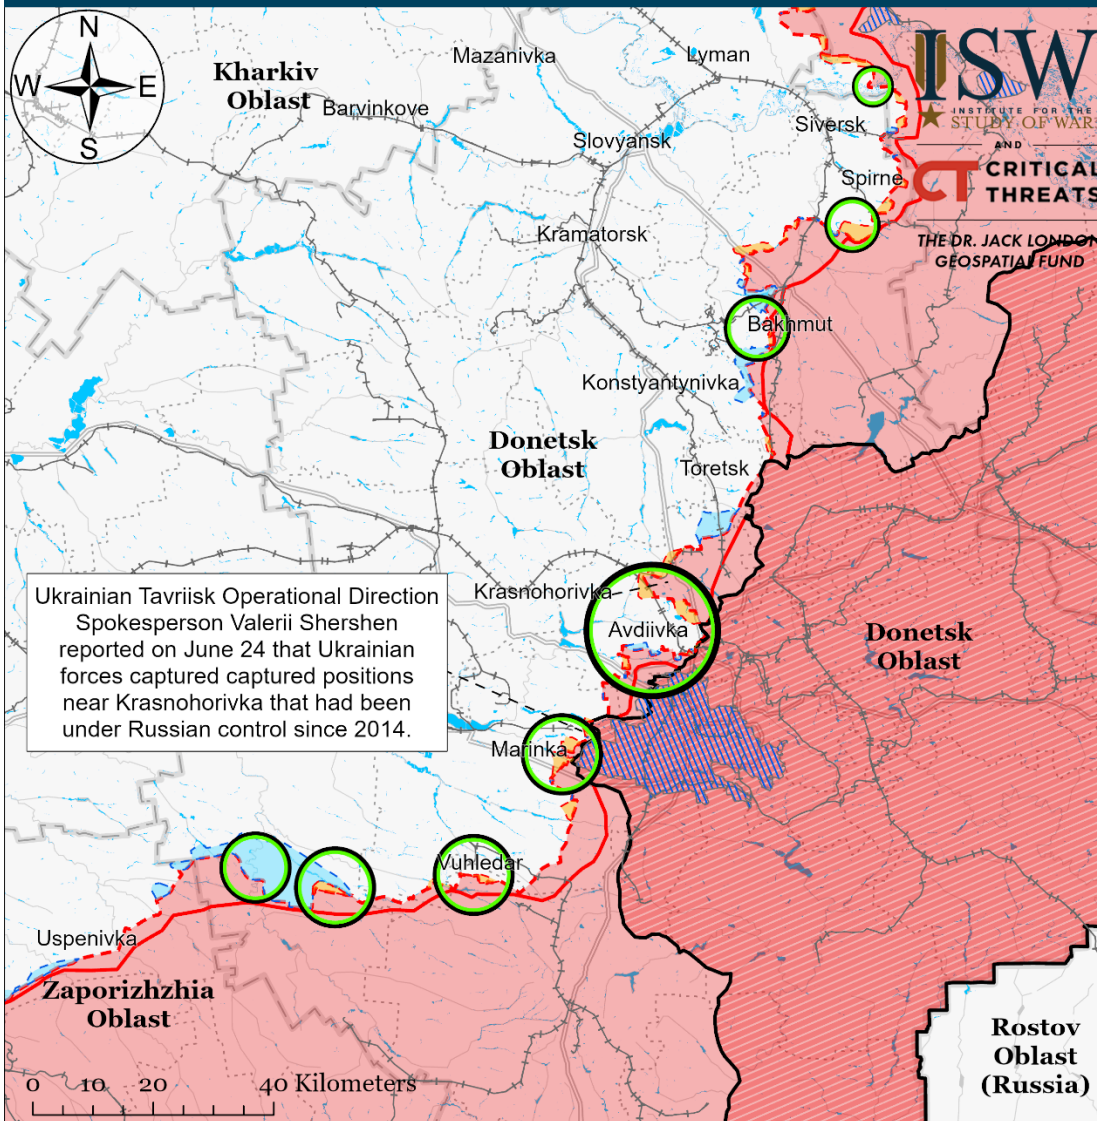 N
W
E
S
Kharkiv
Oblast
Mazanivka
Lyman
Barvinkove
Slovyansk
Siversk
ISW
INSTITUTE FOR THE
STUDY OF WAR
AND
CT CRITICAL
THREATS
THE DR. JACK LONDON
GEOSPATIAL FUND
Spirne
Kramatorsk
Bakhmut
Konstyantynivka
Donetsk
Oblast
Toretsk
Krasnohorivka
Avdiivka
Donetsk
Oblast
Ukrainian Tavriisk Operational Direction
Spokesperson Valerii Shershen
reported on June 24 that Ukrainian
forces captured captured positions
near Krasnohorivka that had been
under Russian control since 2014.
Marinka
Vuhledar
Uspenivka
Zaporizhzhia
Oblast
Rostov
Oblast
(Russia)
0 10 20 40 Kilometers